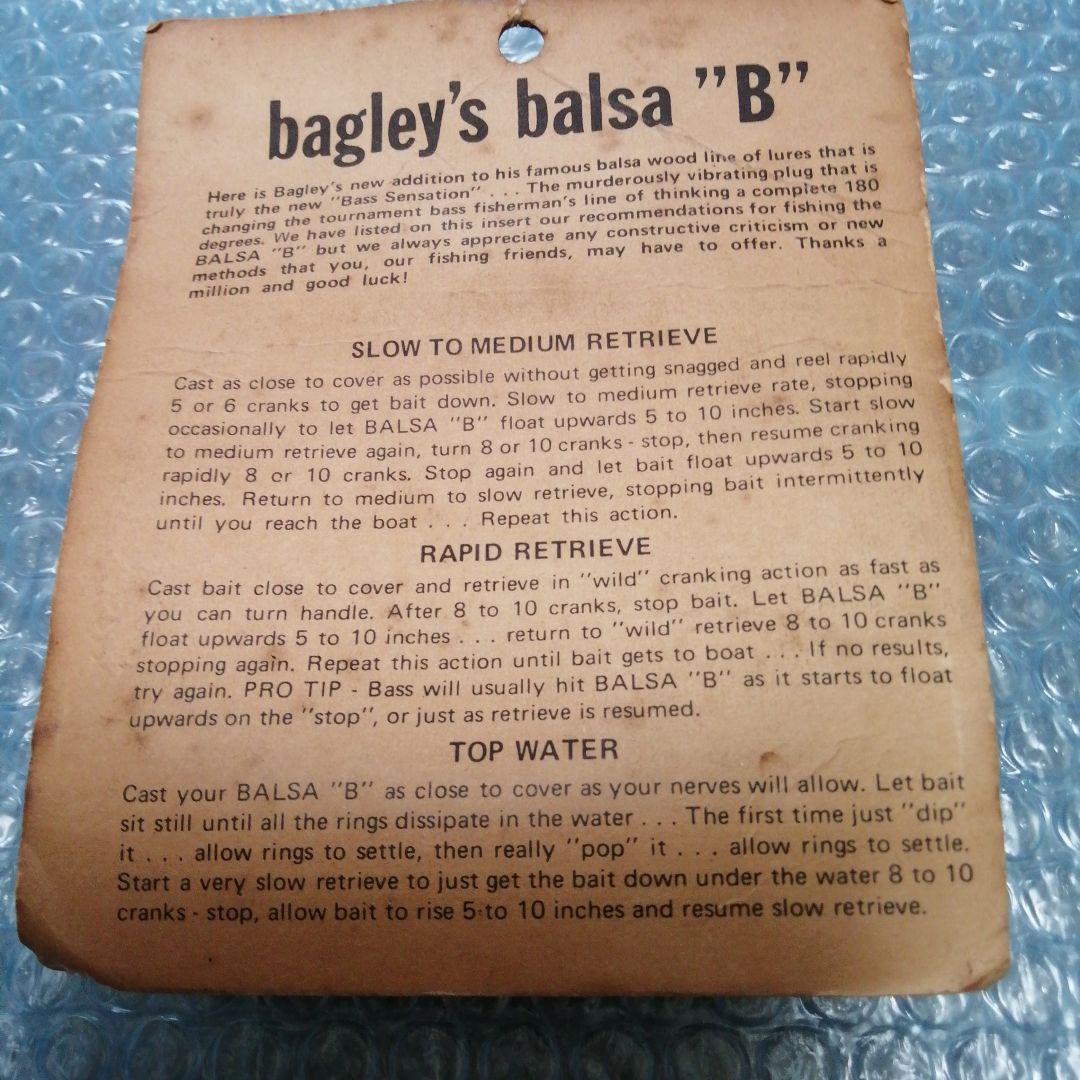 bagley's balsa "B"
Here is Bagley's new addition to his famous balsa wood line of lures that is
truly the new "Bass Sensation" . . . The murderously vibrating plug that is
changing the tournament bass fisherman's line of thinking a complete 180
degrees. We have listed on this insert our recommendations for fishing the
BALSA "B" but we always appreciate any constructive criticism or new
methods that you, our fishing friends, may have to offer. Thanks a
million and good luck!
SLOW TO MEDIUM RETRIEVE
Cast as close to cover as possible without getting snagged and reel rapidly
5 or 6 cranks to get bait down. Slow to medium retrieve rate, stopping
occasionally to let BALSA "B" float upwards 5 to 10 inches. Start slow
to medium retrieve again, turn 8 or 10 cranks - stop, then resume cranking
rapidly 8 or 10 cranks. Stop again and let bait float upwards 5 to 10
inches. Return to medium to slow retrieve, stopping bait intermittently
until you reach the boat . . . Repeat this action.
RAPID RETRIEVE
Cast bait close to cover and retrieve in "wild" cranking action as fast as
you can turn handle. After 8 to 10 cranks, stop bait. Let BALSA "B"
float upwards 5 to 10 inches . . . return to "wild" retrieve 8 to 10 cranks
stopping again. Repeat this action until bait gets to boat . . . If no results,
try again. PRO TIP - Bass will usually hit BALSA "B" as it starts to float
upwards on the "stop", or just as retrieve is resumed.
TOP WATER
Cast your BALSA "B" as close to cover as your nerves will allow. Let bait
sit still until all the rings dissipate in the water . . . The first time just "dip"
it . . . allow rings to settle, then really "pop" it . . . allow rings to settle.
Start a very slow retrieve to just get the bait down under the water 8 to 10
cranks - stop, allow bait to rise 5 to 10 inches and resume slow retrieve.